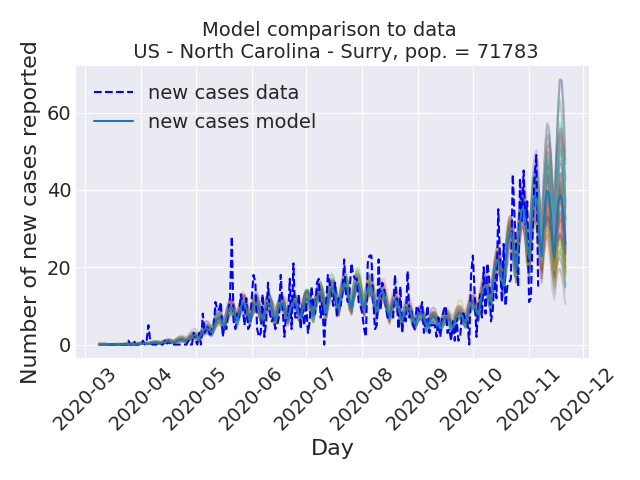 Model comparison to data
US - North Carolina - Surry, pop. = 71783
Number of new cases reported
60
40
20
0
new cases data
new cases model
2020-03
2020-04
2020-05
2020-06
2020-07
2020-08
2020-09
2020-10
2020-11
2020-12
Day